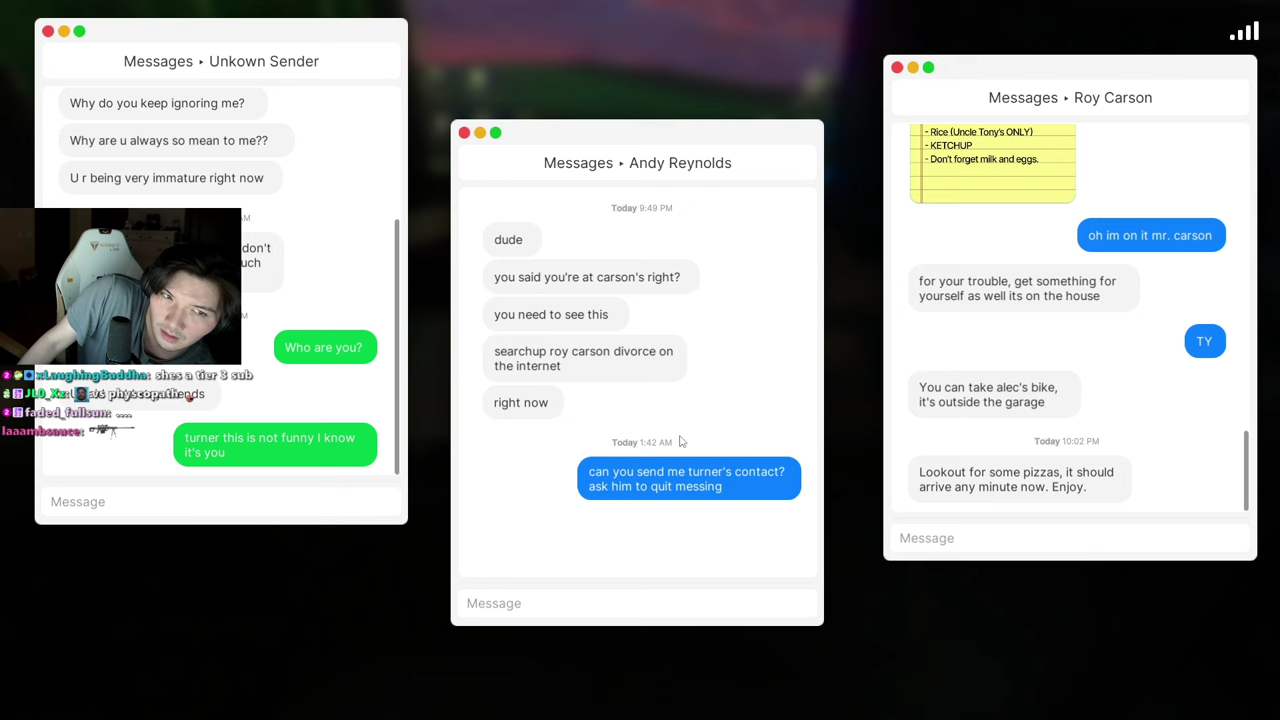 Messages ‣ Unkown Sender
Why do you keep ignoring me?
Why are u always so mean to me??
U r being very immature right now
AM
don't
uch
M
Who are you?
nds
turner this is not funny I know
it's you
Message
xLaughingBuddha: shes a tier 3 sub
JLO_Xz: vs physcopath
faded_fullsun: ....
laaambsauce:
Messages ‣ Andy Reynolds
Today 9:49 PM
dude
you said you're at carson's right?
you need to see this
searchup roy carson divorce on
the internet
right now
Today 1:42 AM
can you send me turner's contact?
ask him to quit messing
Message
Messages ‣ Roy Carson
- Rice (Uncle Tony's ONLY)
- KETCHUP
- Don't forget milk and eggs.
oh im on it mr. carson
for your trouble, get something for
yourself as well its on the house
TY
You can take alec's bike,
it's outside the garage
Today 10:02 PM
Lookout for some pizzas, it should
arrive any minute now. Enjoy.
Message